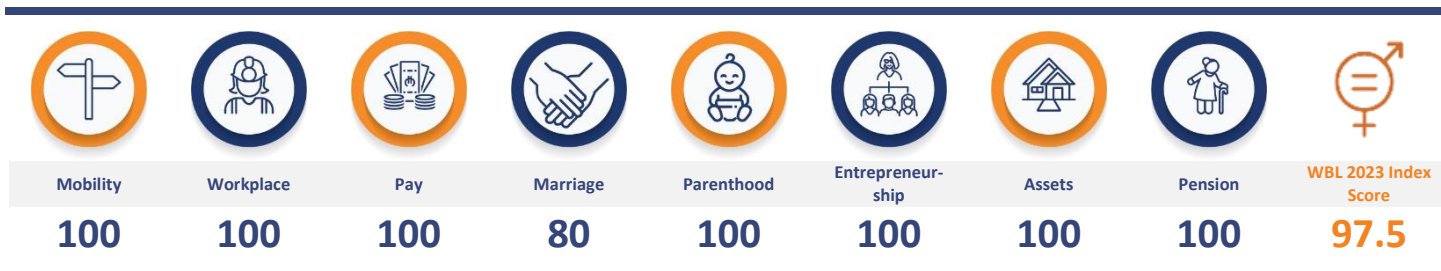 Mobility
Workplace
Pay
Marriage
Parenthood
Entrepreneur-
ship
Assets
Pension
WBL 2023 Index
Score
100
100
100
80
100
100
100
100
97.5